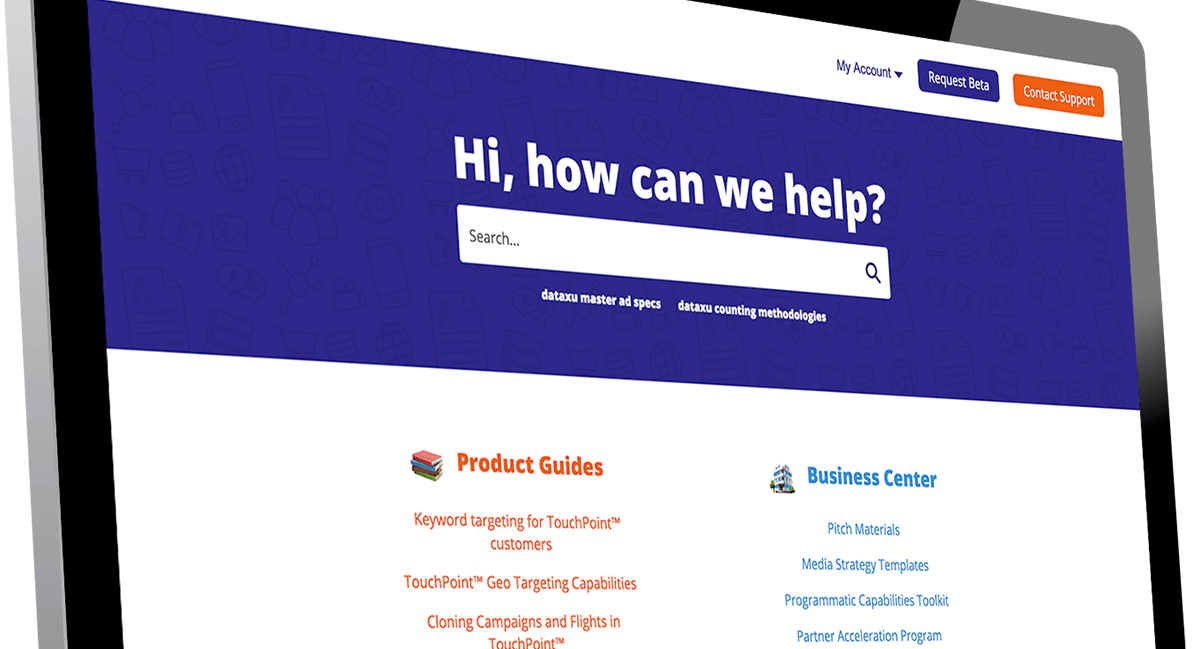 My Account
Request Beta
Contact Support
Hi, how can we help?
Search...
dataxu master ad specs
dataxu counting methodologies
Product Guides
Keyword targeting for TouchPoint™
customers
TouchPoint™ Geo Targeting Capabilities
Cloning Campaigns and Flights in
TouchPoint™
Business Center
Pitch Materials
Media Strategy Templates
Programmatic Capabilities Toolkit
Partner Acceleration Program